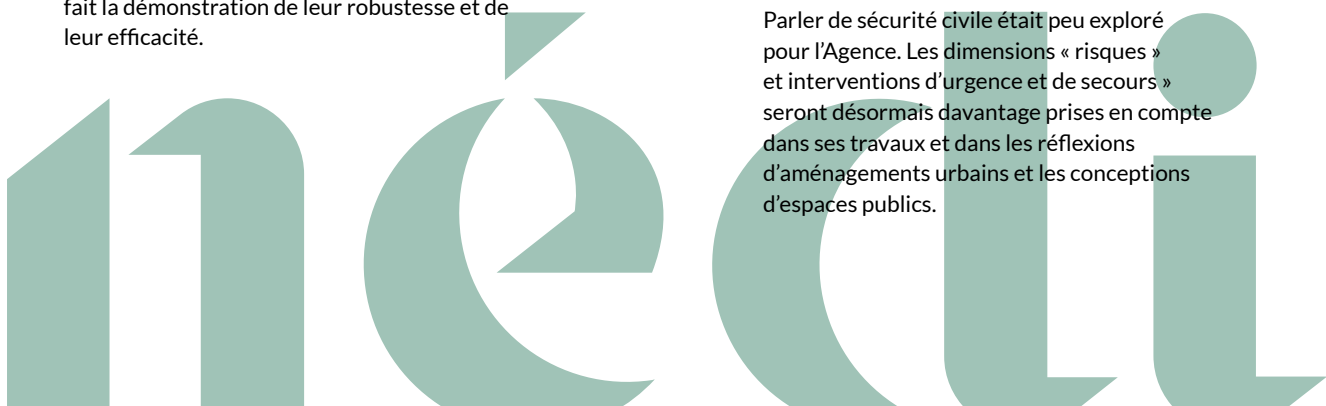 fait la démonstration de leur robustesse et de
leur efficacité.
Parler de sécurité civile était peu exploré
pour l’Agence. Les dimensions « risques »
et interventions d’urgence et de secours »
seront désormais davantage prises en compte
dans ses travaux et dans les réflexions
d’aménagements urbains et les conceptions
d’espaces publics.
nédi